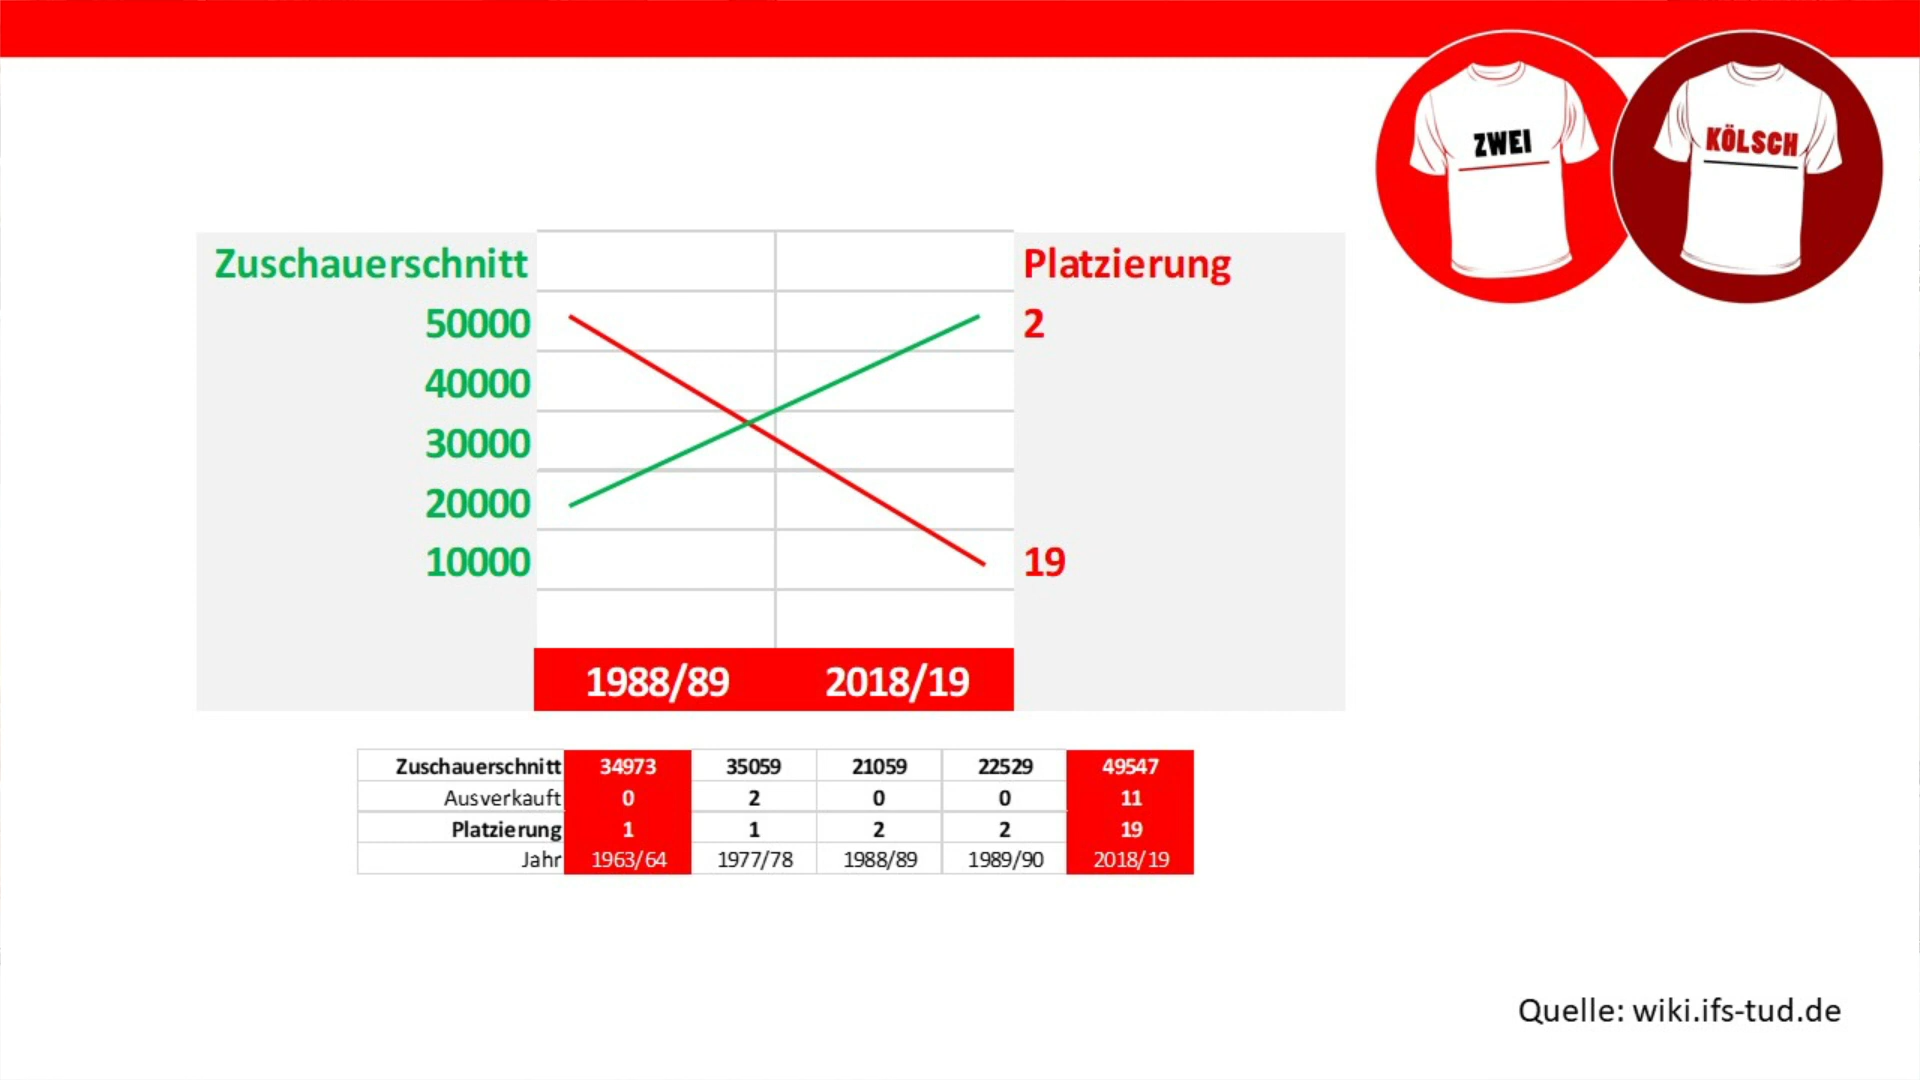 ZWEI
KÖLSCH
Zuschauerschnitt
Platzierung
50000
2
40000
30000
20000
10000
19
1988/89 2018/19
Zuschauerschnitt 34973 35059 21059 22529 49547
Ausverkauft 0 2 0 0 11
Platzierung 1 1 2 2 19
Jahr 1963/64 1977/78 1988/89 1989/90 2018/19
Quelle: wiki.ifs-tud.de